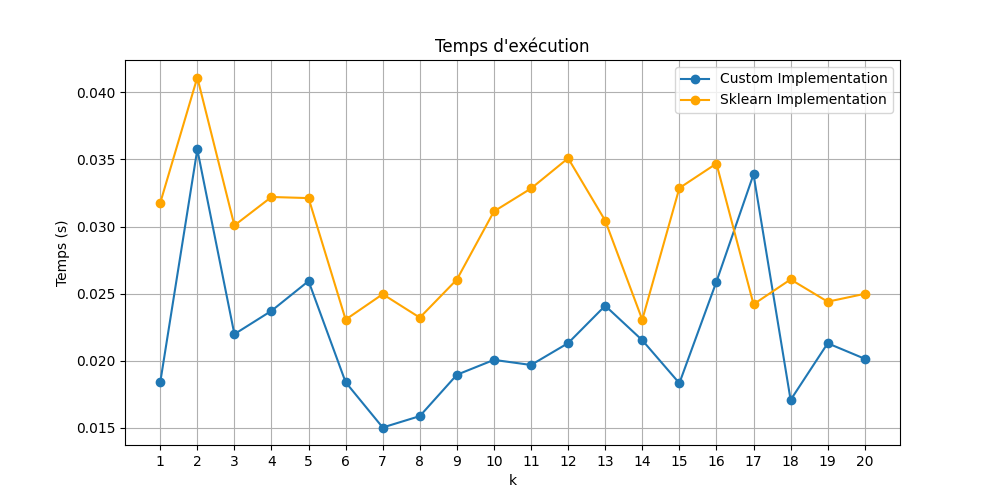 Temps d'exécution
Custom Implementation
Sklearn Implementation
Temps (s)
0.040
0.035
0.030
0.025
0.020
0.015
1 2 3 4 5 6 7 8 9 10 11 12 13 14 15 16 17 18 19 20
k